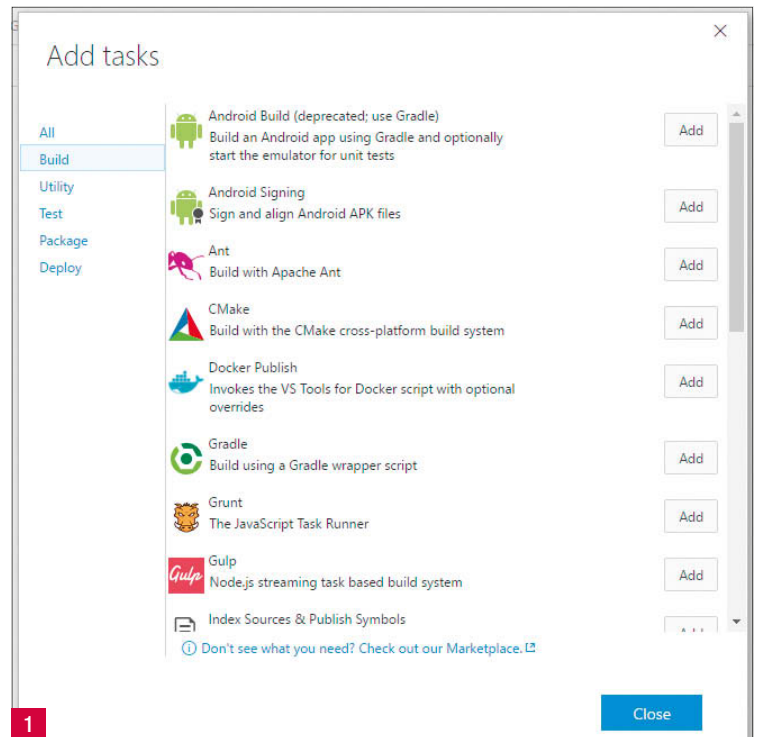 G
Add tasks
All
Build
Utility
Test
Package
Deploy
Android Build (deprecated; use Gradle)
Build an Android app using Gradle and optionally
start the emulator for unit tests
Add
Android Signing
Sign and align Android APK files
Add
Ant
Build with Apache Ant
Add
CMake
Build with the CMake cross-platform build system
Add
Docker Publish
Invokes the VS Tools for Docker script with optional
overrides
Add
Gradle
Build using a Gradle wrapper script
Add
Grunt
The JavaScript Task Runner
Add
Gulp
Gulp
Node.js streaming task based build system
Add
Index Sources & Publish Symbols
Don't see what you need? Check out our Marketplace.
Close
1